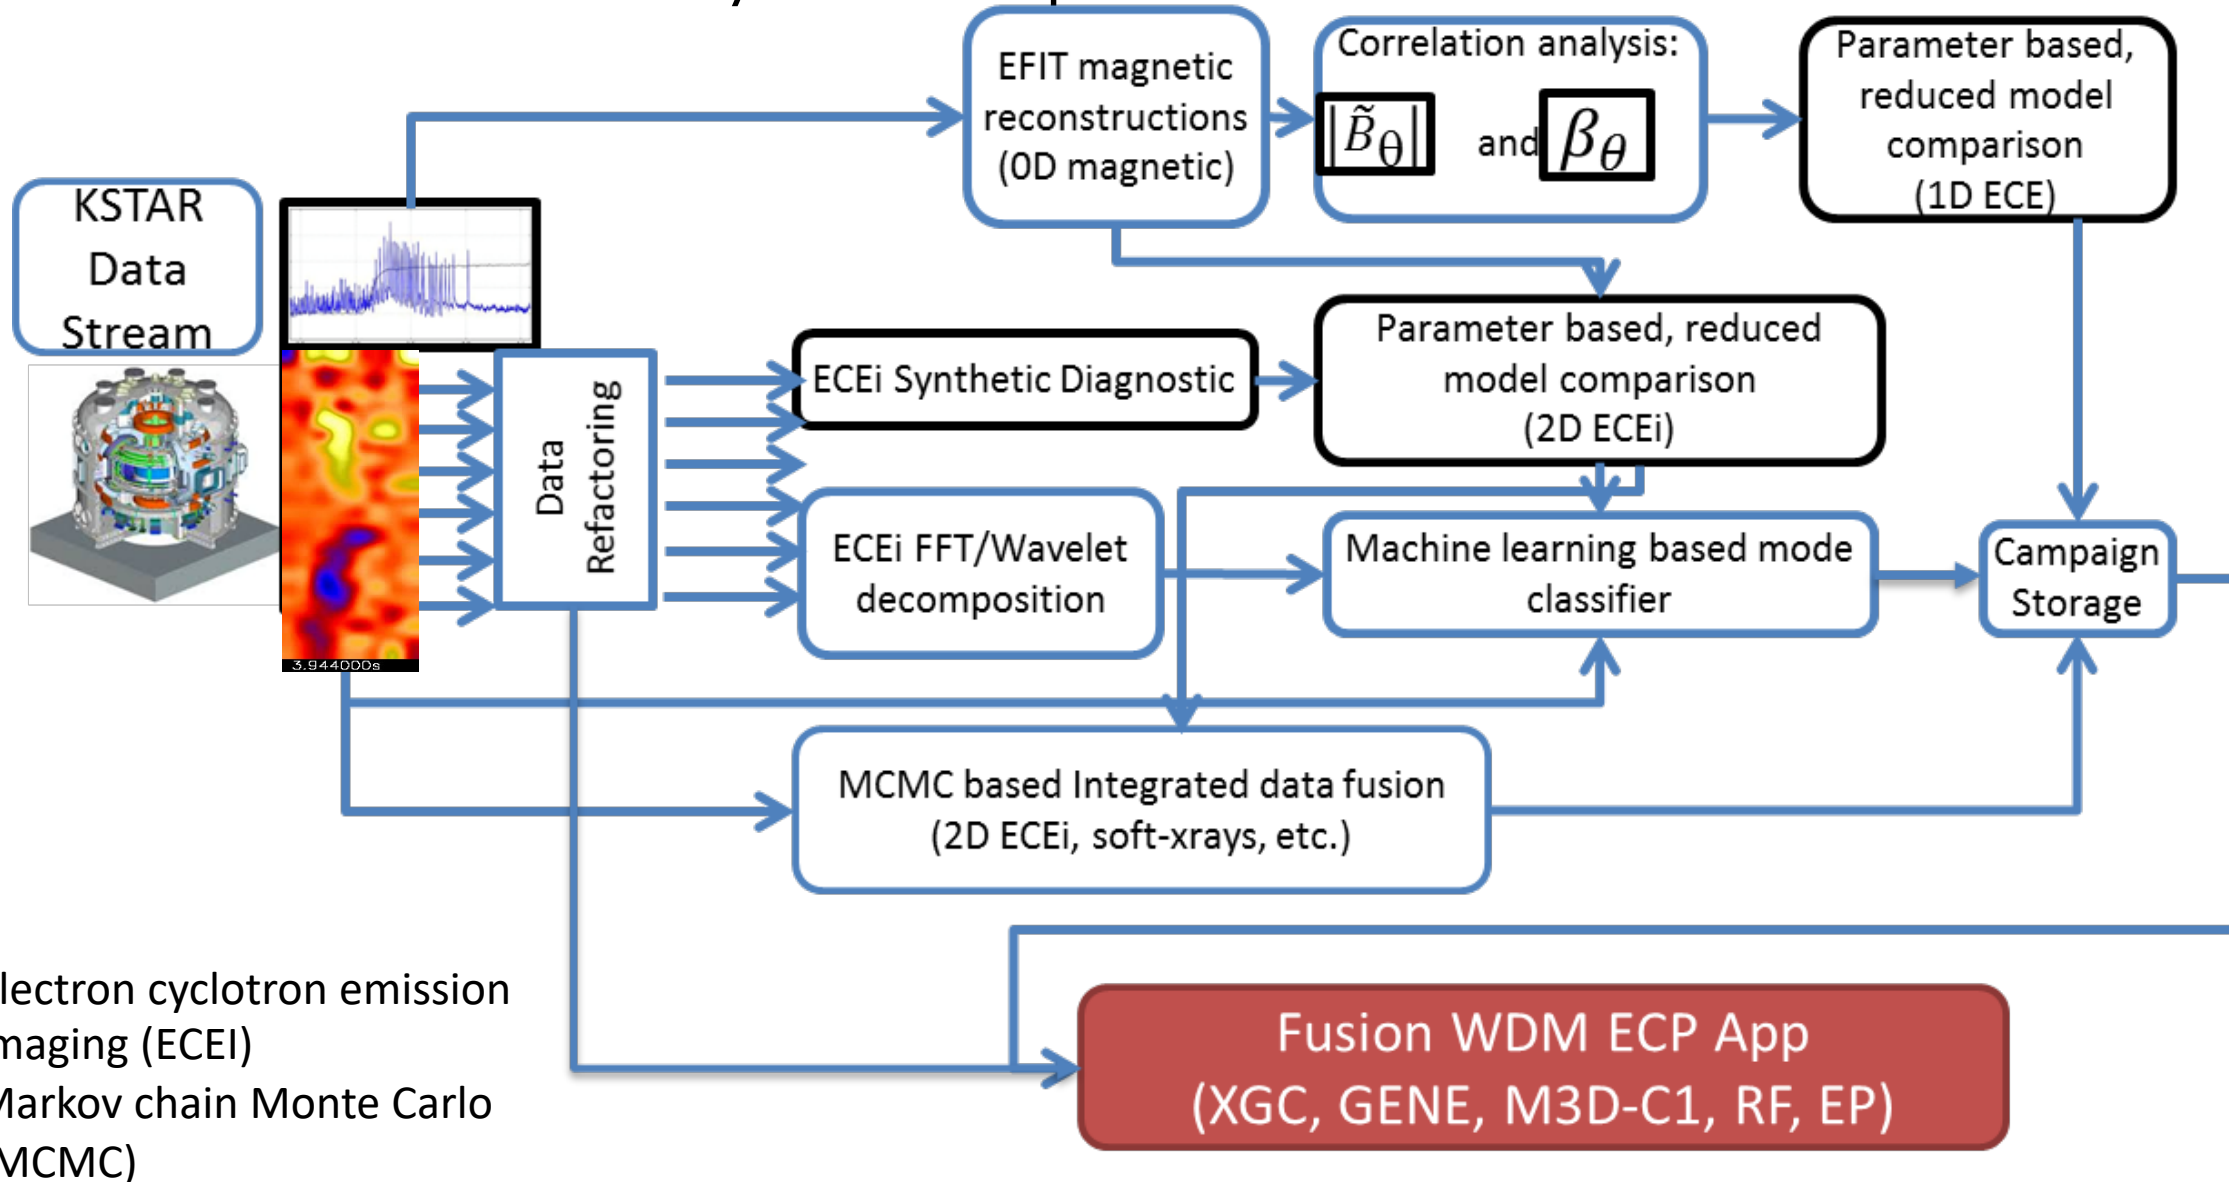 KSTAR
Data
Stream
3.944000s
Data
Refactoring
EFIT magnetic
reconstructions
(0D magnetic)
Correlation analysis:
|B̃θ| and βθ
Parameter based,
reduced model
comparison
(1D ECE)
ECEi Synthetic Diagnostic
Parameter based, reduced
model comparison
(2D ECEi)
ECEi FFT/Wavelet
decomposition
Machine learning based mode
classifier
Campaign
Storage
MCMC based Integrated data fusion
(2D ECEi, soft-xrays, etc.)
Fusion WDM ECP App
(XGC, GENE, M3D-C1, RF, EP)
lectron cyclotron emission
maging (ECEI)
Markov chain Monte Carlo
MCMC)